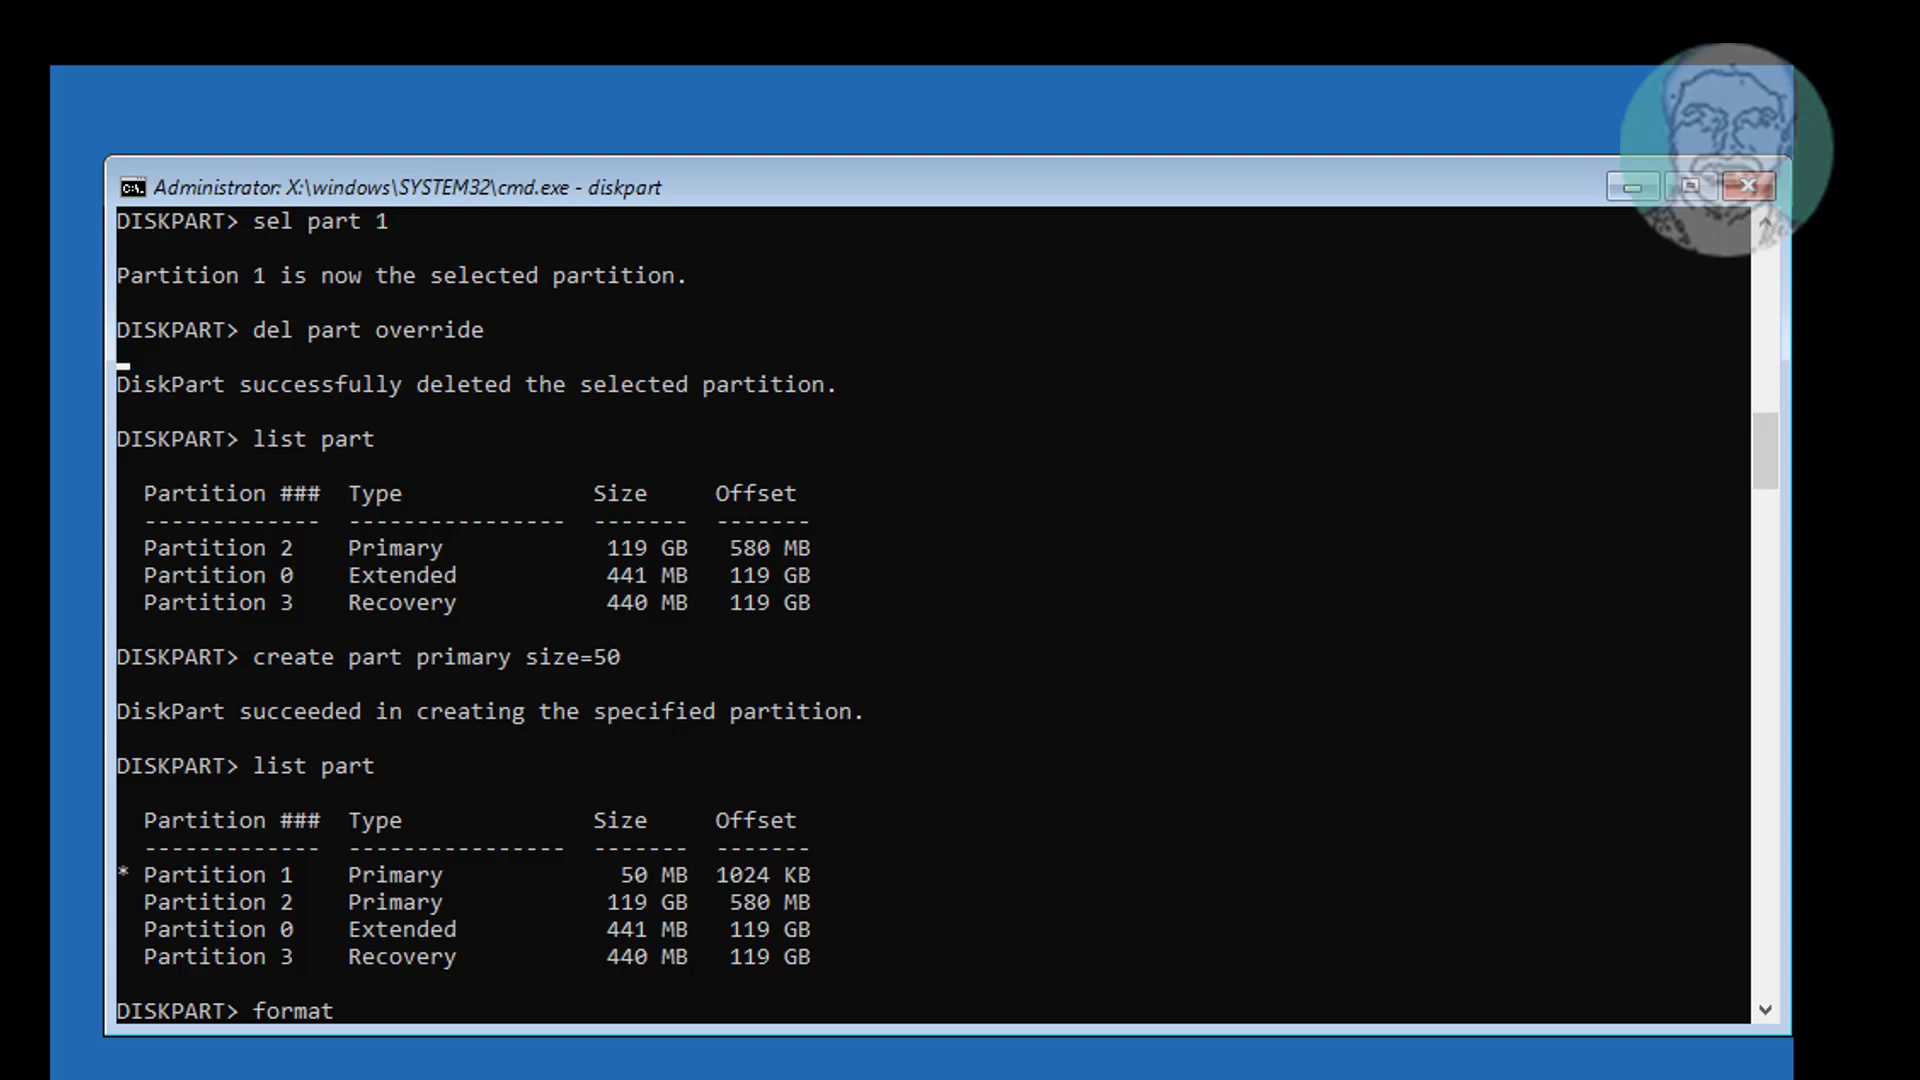 Administrator: X:\windows\SYSTEM32\cmd.exe - diskpart
DISKPART> sel part 1
Partition 1 is now the selected partition.
DISKPART> del part override
DiskPart successfully deleted the selected partition.
DISKPART> list part
Partition ###  Type              Size     Offset
-------------  ----------------  -------  -------
Partition 2    Primary            119 GB   580 MB
Partition 0    Extended           441 MB   119 GB
Partition 3    Recovery           440 MB   119 GB
DISKPART> create part primary size=50
DiskPart succeeded in creating the specified partition.
DISKPART> list part
Partition ###  Type              Size     Offset
-------------  ----------------  -------  -------
* Partition 1    Primary             50 MB  1024 KB
Partition 2    Primary            119 GB   580 MB
Partition 0    Extended           441 MB   119 GB
Partition 3    Recovery           440 MB   119 GB
DISKPART> format